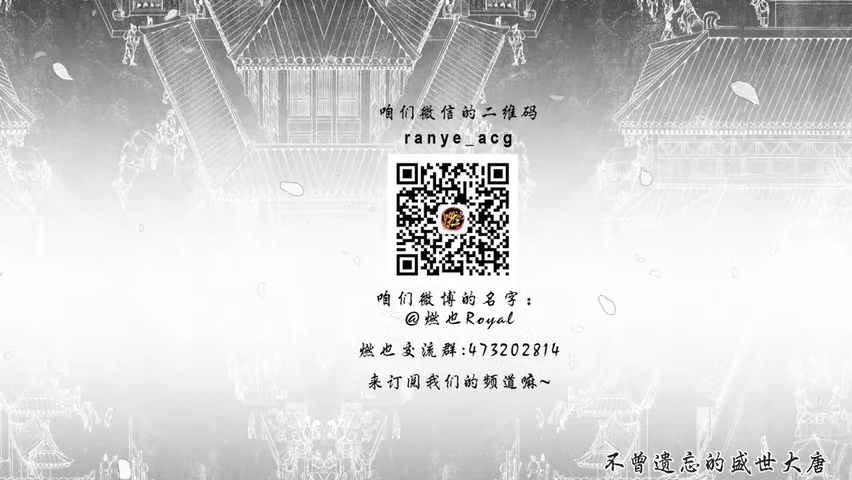 咱们微信的二维码
ranye_acg
咱们微博的名字：
@燃也Royal
燃也交流群:473202814
来订阅我们的频道嘛~
不曾遗忘的盛世大唐